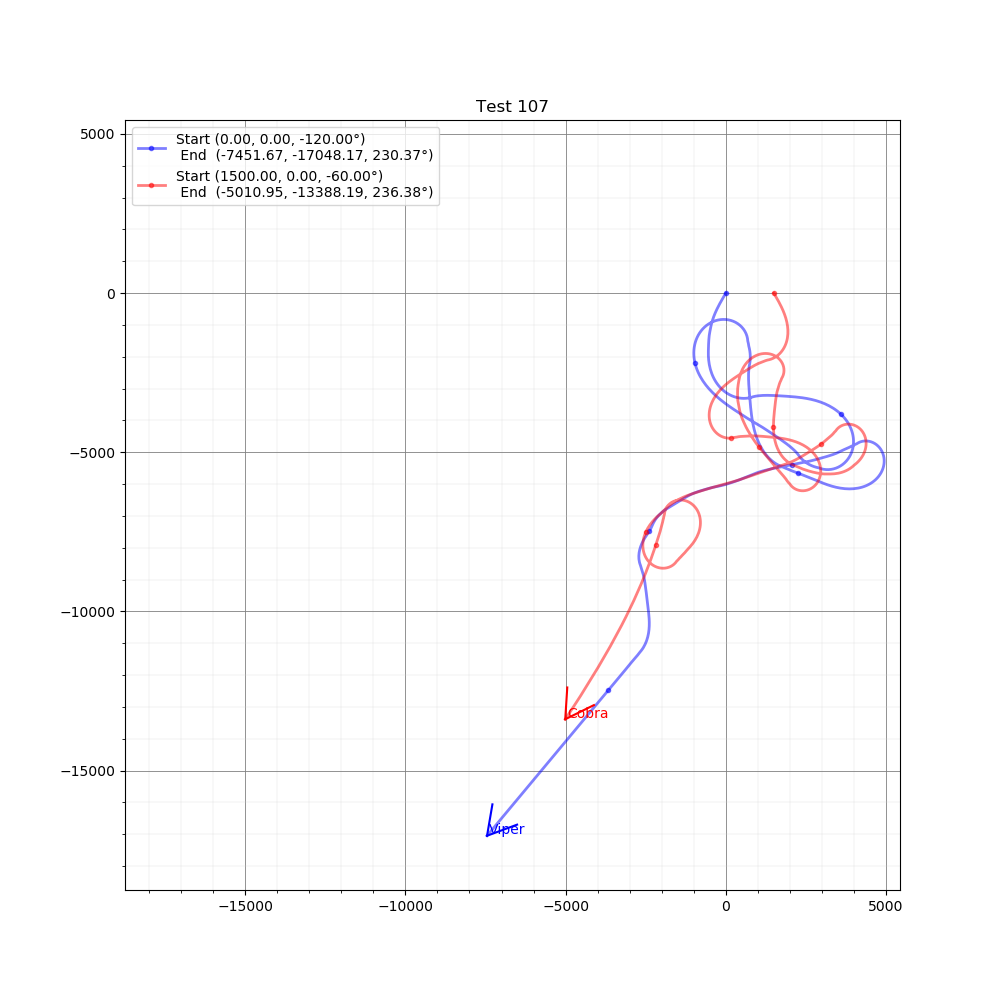 Test 107
Start (0.00, 0.00, -120.00°)
End (-7451.67, -17048.17, 230.37°)
Start (1500.00, 0.00, -60.00°)
End (-5010.95, -13388.19, 236.38°)
5000
0
−5000
−10000
−15000
Cobra
Viper
−15000
−10000
−5000
0
5000